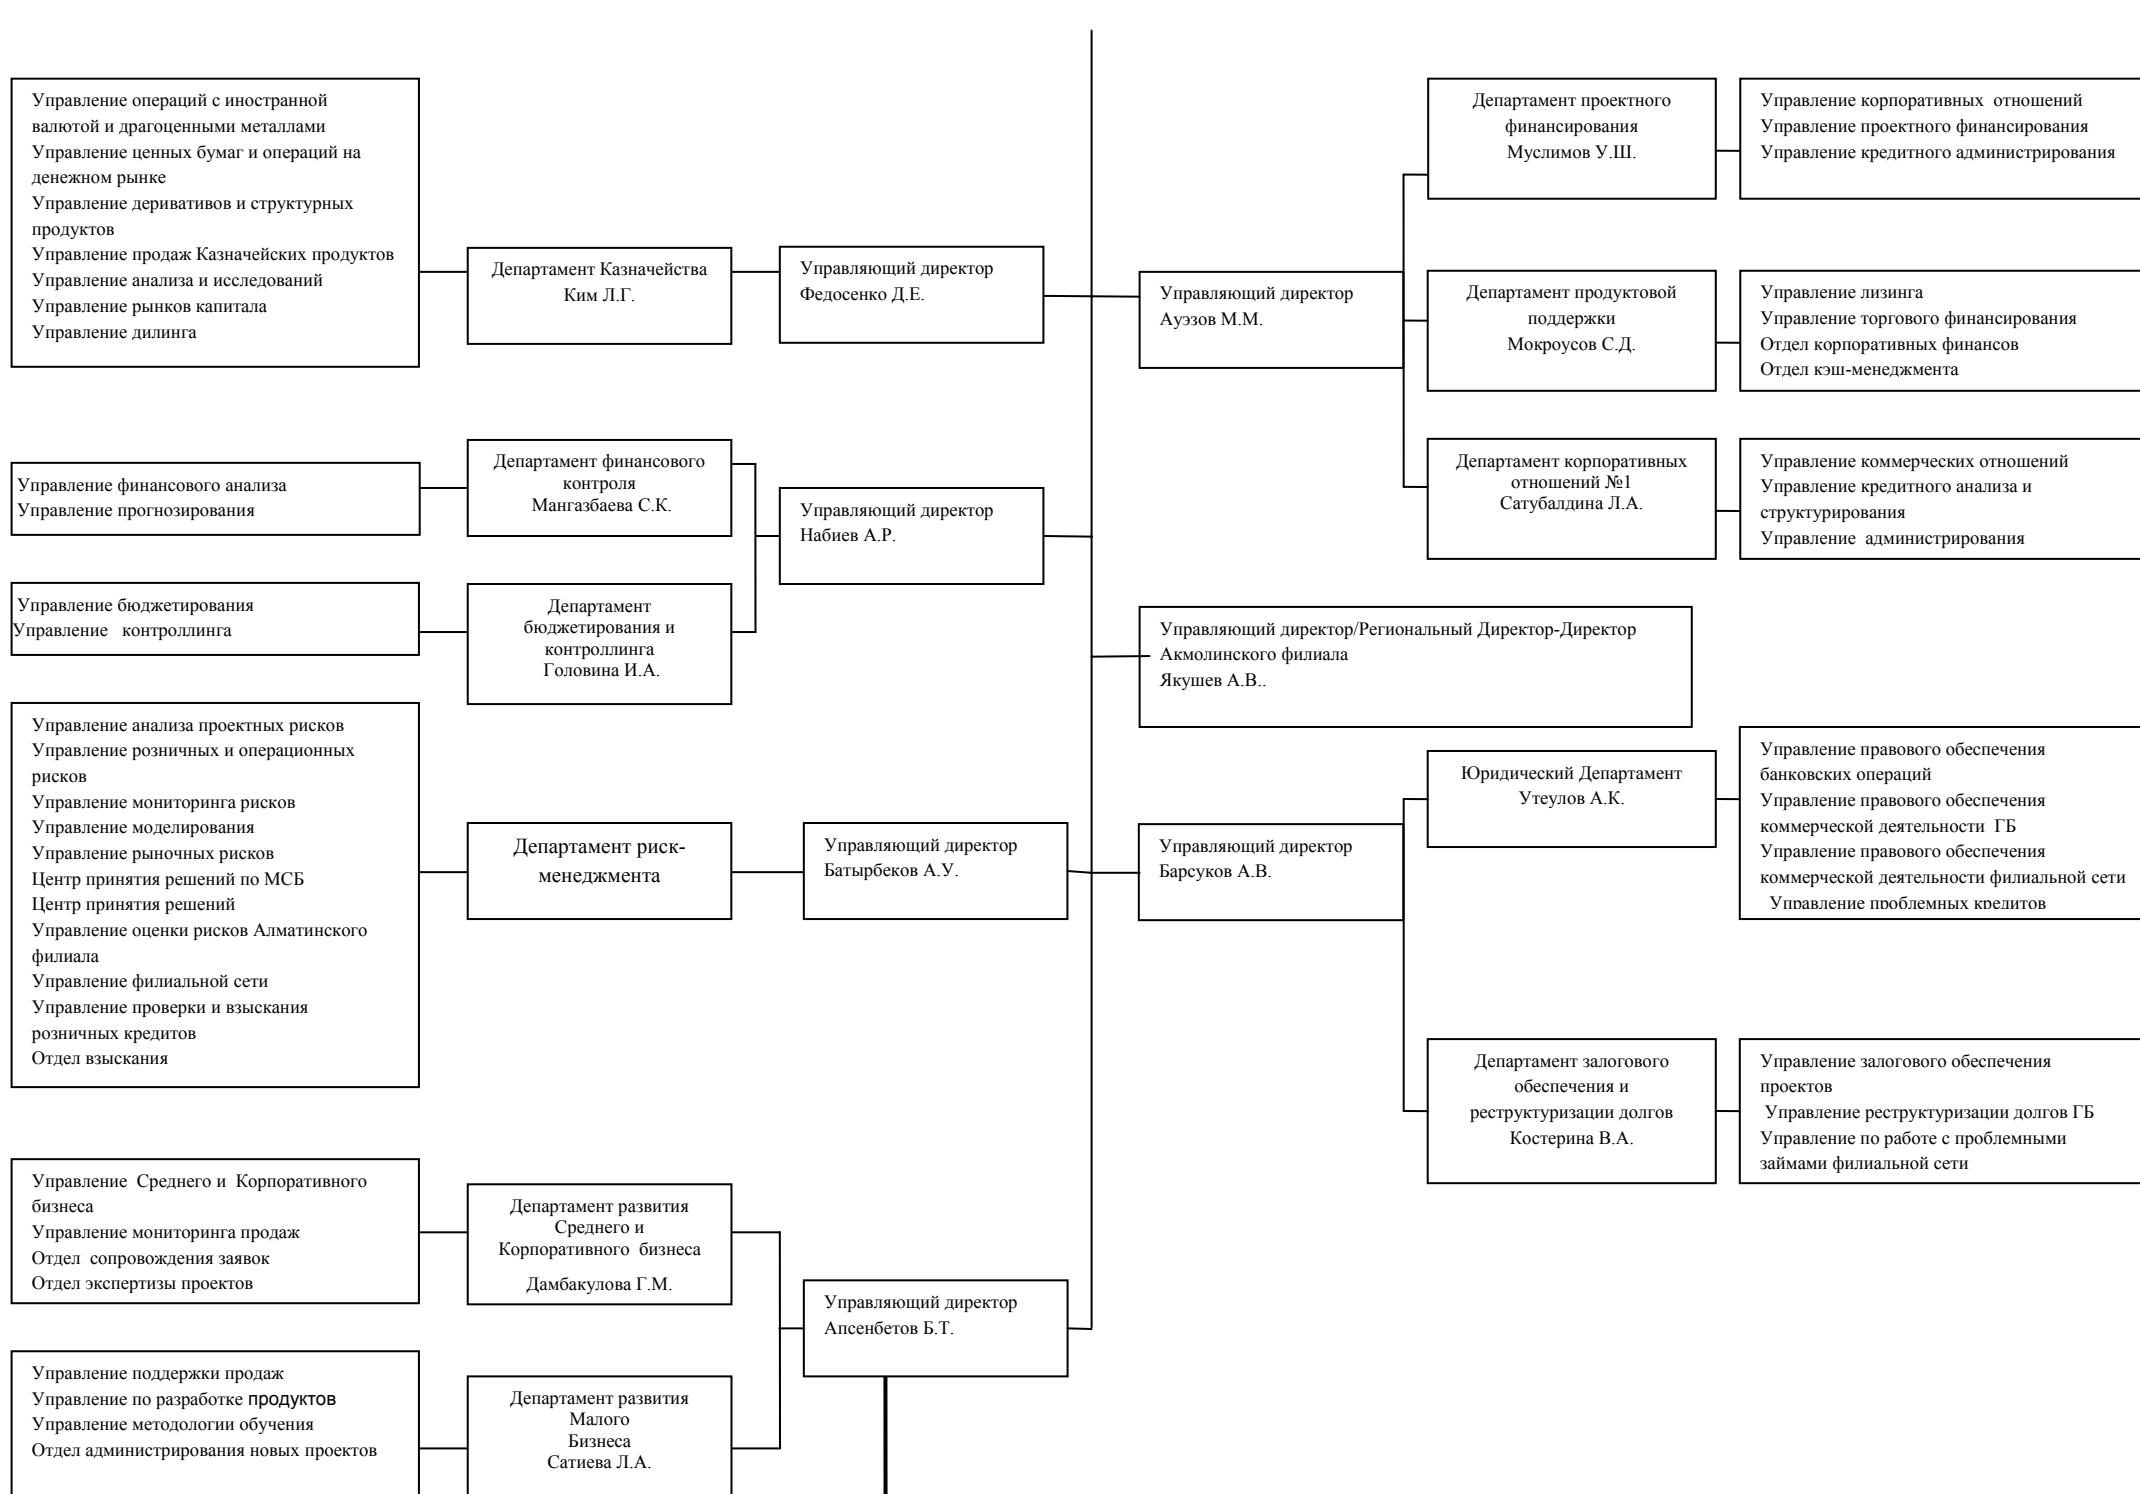 Управление операций с иностранной
валютой и драгоценными металлами
Управление ценных бумаг и операций на
денежном рынке
Управление деривативов и структурных
продуктов
Управление продаж Казначейских продуктов
Управление анализа и исследований
Управление рынков капитала
Управление дилинга
Департамент Казначейства
Ким Л.Г.
Управляющий директор
Федосенко Д.Е.
Управляющий директор
Ауэзов М.М.
Департамент проектного
финансирования
Муслимов У.Ш.
Управление корпоративных  отношений
Управление проектного финансирования
Управление кредитного администрирования
Департамент продуктовой
поддержки
Мокроусов С.Д.
Управление лизинга
Управление торгового финансирования
Отдел корпоративных финансов
Отдел кэш-менеджмента
Департамент корпоративных
отношений №1
Сатубалдина Л.А.
Управление коммерческих отношений
Управление кредитного анализа и
структурирования
Управление  администрирования
Управление финансового анализа
Управление прогнозирования
Департамент финансового
контроля
Мангазбаева С.К.
Управляющий директор
Набиев А.Р.
Управление бюджетирования
Управление   контроллинга
Департамент
бюджетирования и
контроллинга
Головина И.А.
Управляющий директор/Региональный Директор-Директор
Акмолинского филиала
Якушев А.В..
Управление анализа проектных рисков
Управление розничных и операционных
рисков
Управление мониторинга рисков
Управление моделирования
Управление рыночных рисков
Центр принятия решений по МСБ
Центр принятия решений
Управление оценки рисков Алматинского
филиала
Управление филиальной сети
Управление проверки и взыскания
розничных кредитов
Отдел взыскания
Департамент риск-
менеджмента
Управляющий директор
Батырбеков А.У.
Управляющий директор
Барсуков А.В.
Юридический Департамент
Утеулов А.К.
Управление правового обеспечения
банковских операций
Управление правового обеспечения
коммерческой деятельности  ГБ
Управление правового обеспечения
коммерческой деятельности филиальной сети
Управление проблемных кредитов
Департамент залогового
обеспечения и
реструктуризации долгов
Костерина В.А.
Управление залогового обеспечения
проектов
Управление реструктуризации долгов ГБ
Управление по работе с проблемными
займами филиальной сети
Управление  Среднего и  Корпоративного
бизнеса
Управление мониторинга продаж
Отдел  сопровождения заявок
Отдел экспертизы проектов
Департамент развития
Среднего и
Корпоративного  бизнеса
Дамбакулова Г.М.
Управляющий директор
Апсенбетов Б.Т.
Управление поддержки продаж
Управление по разработке продуктов
Управление методологии обучения
Отдел администрирования новых проектов
Департамент развития
Малого
Бизнеса
Сатиева Л.А.